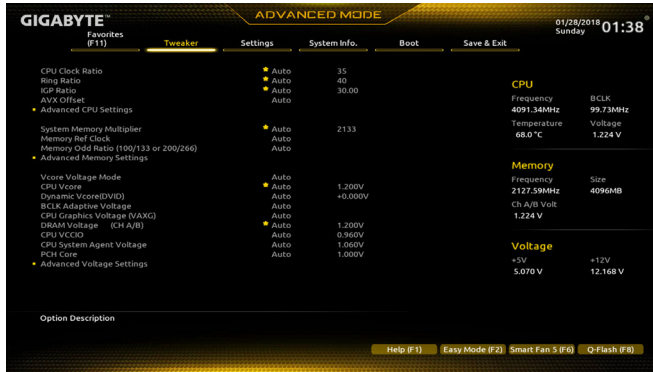 GIGABYTE™
ADVANCED MODE
01/28/2018
Sunday
01:38
Favorites
(F11)
Tweaker
Settings
System Info.
Boot
Save & Exit
CPU Clock Ratio Auto 35
Ring Ratio Auto 40
IGP Ratio Auto 30.00
AVX Offset Auto
Advanced CPU Settings
System Memory Multiplier Auto 2133
Memory Ref Clock Auto
Memory Odd Ratio (100/133 or 200/266) Auto
Advanced Memory Settings
Vcore Voltage Mode Auto
CPU Vcore Auto 1.200V
Dynamic Vcore(DVID) Auto +0.000V
BCLK Adaptive Voltage Auto
CPU Graphics Voltage (VAXG) Auto
DRAM Voltage (CH A/B) Auto 1.200V
CPU VCCIO Auto 0.960V
CPU System Agent Voltage Auto 1.060V
PCH Core Auto 1.000V
Advanced Voltage Settings
CPU
Frequency BCLK
4091.34MHz 99.73MHz
Temperature Voltage
68.0 °C 1.224 V
Memory
Frequency Size
2127.59MHz 4096MB
Ch A/B Volt
1.224 V
Voltage
+5V +12V
5.070 V 12.168 V
Option Description
Help (F1) Easy Mode (F2) Smart Fan 5 (F6) Q-Flash (F8)